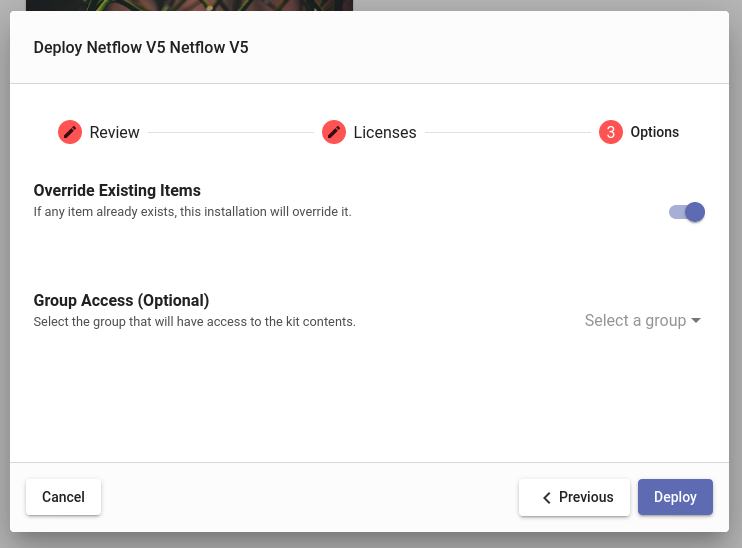 Deploy Netflow V5 Netflow V5
Review
Licenses
3 Options
Override Existing Items
If any item already exists, this installation will override it.
Group Access (Optional)
Select the group that will have access to the kit contents.
Select a group
Cancel
Previous
Deploy